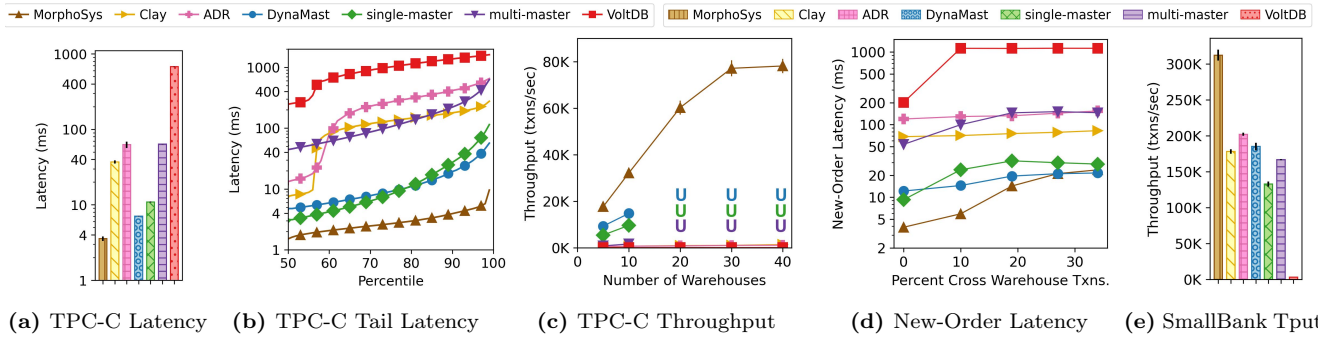 MorphoSys Clay ADR DynaMast single-master multi-master VoltDB
MorphoSys Clay ADR DynaMast single-master multi-master VoltDB
Latency (ms)
1000
400
100
40
10
4
1
(a) TPC-C Latency
Latency (ms)
1000
400
100
40
10
4
1
50 60 70 80 90 100
Percentile
(b) TPC-C Tail Latency
Throughput (txns/sec)
80K
60K
40K
20K
0K
U U U
U U U
U U U
0 10 20 30 40
Number of Warehouses
(c) TPC-C Throughput
New-Order Latency (ms)
1000
500
200
100
50
20
10
5
2
0 10 20 30
Percent Cross Warehouse Txns.
(d) New-Order Latency
Throughput (txns/sec)
300K
250K
200K
150K
100K
50K
0K
(e) SmallBank Tput